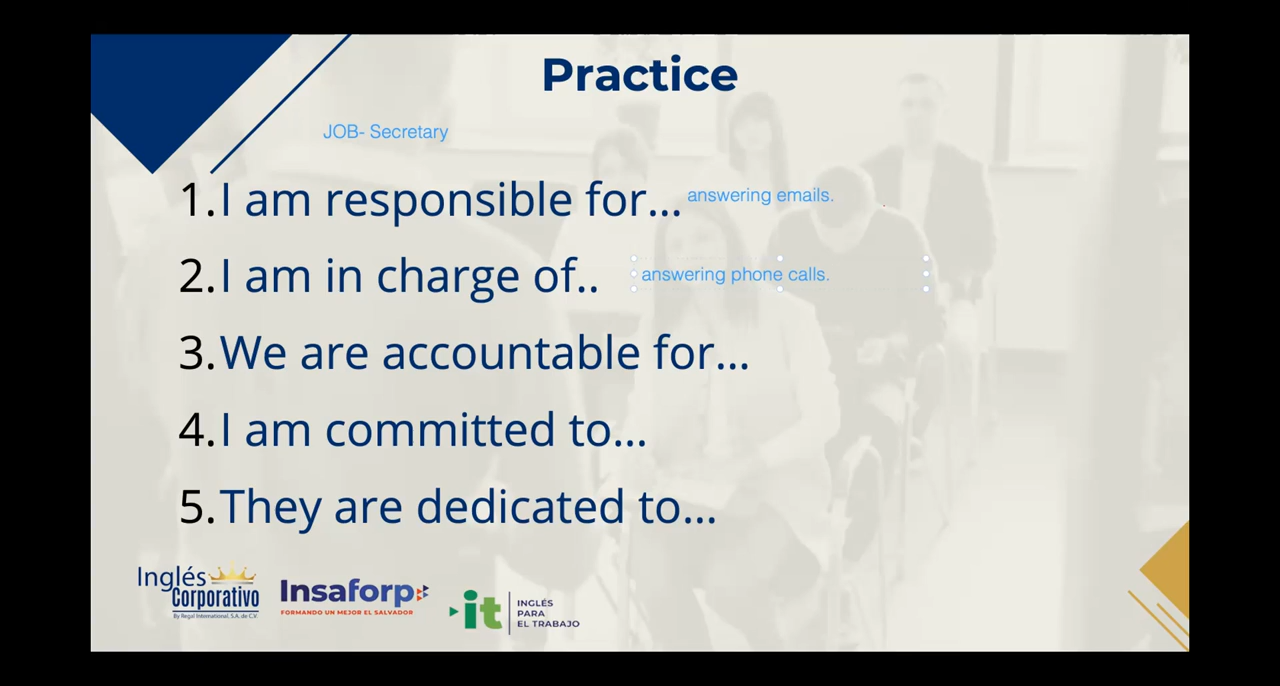 Practice
JOB- Secretary
1. I am responsible for... answering emails.
2. I am in charge of.. answering phone calls.
3. We are accountable for...
4. I am committed to...
5. They are dedicated to...
Inglés
Corporativo
By Regal International, S.A. de C.V.
Insaforp
FORMANDO UN MEJOR EL SALVADOR
it
INGLÉS
PARA
EL TRABAJO